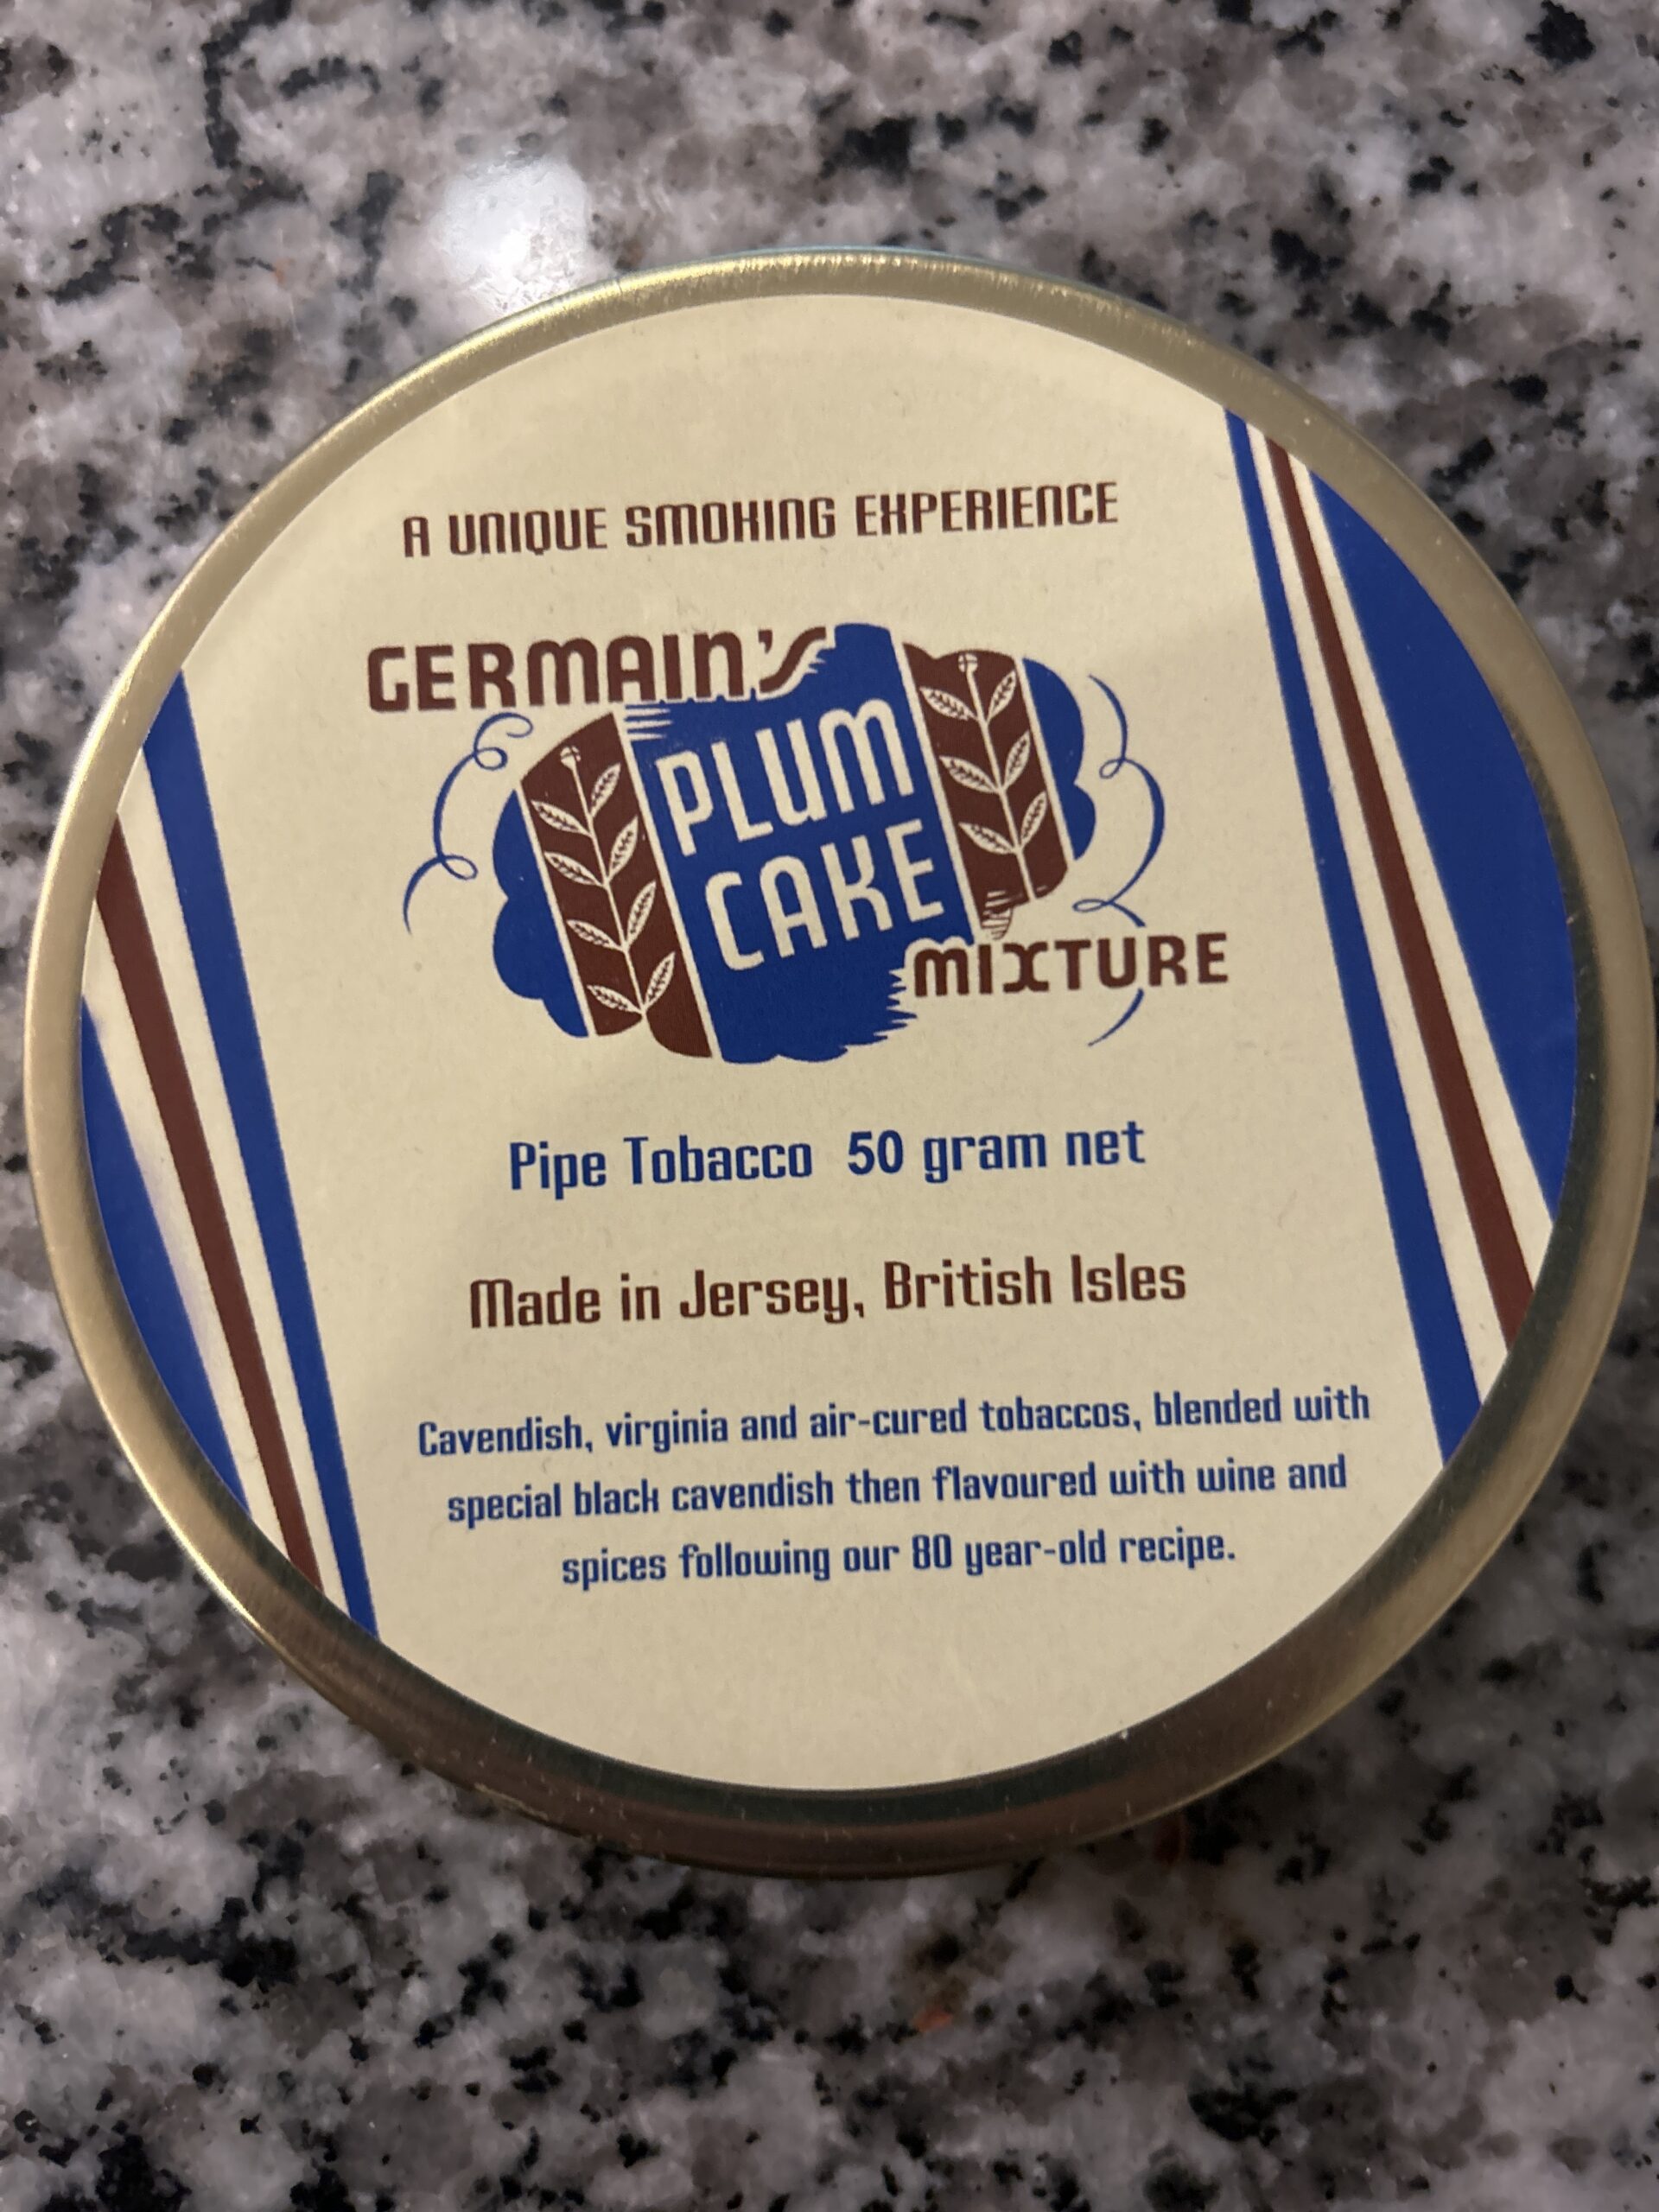 A UNIQUE SMOKING EXPERIENCE
GERMAIN'S
PLUM
CAKE
MIXTURE
Pipe Tobacco 50 gram net
Made in Jersey, British Isles
Cavendish, virginia and air-cured tobaccos, blended with
special black cavendish then flavoured with wine and
spices following our 80 year-old recipe.